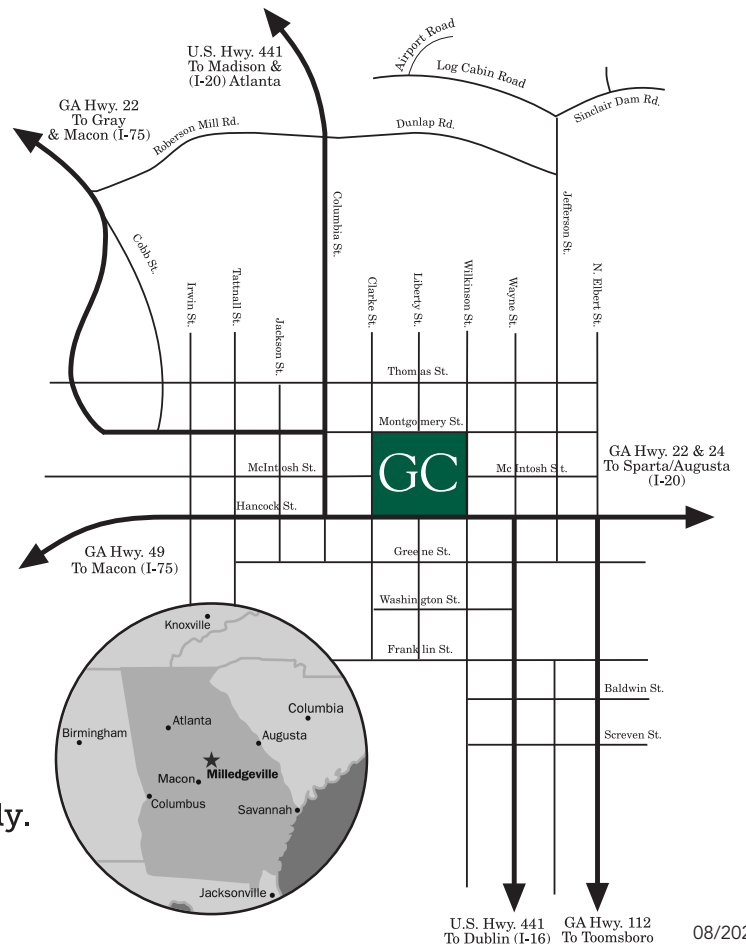 U.S. Hwy. 441
To Madison &
(I-20) Atlanta
Airport Road
Log Cabin Road
Sinclair Dam Rd.
GA Hwy. 22
To Gray
& Macon (I-75)
Roberson Mill Rd.
Dunlap Rd.
Cobb St.
Irwin St.
Tattnall St.
Jackson St.
Columbia St.
Clarke St.
Liberty St.
Wilkinson St.
Wayne St.
Jefferson St.
N. Elbert St.
Thomas St.
Montgomery St.
McIntosh St.
GC
McIntosh St.
GA Hwy. 22 & 24
To Sparta/Augusta
(I-20)
Hancock St.
GA Hwy. 49
To Macon (I-75)
Greene St.
Washington St.
Franklin St.
Baldwin St.
Screven St.
Knoxville
Columbia
Atlanta
Birmingham
Augusta
Milledgeville
Macon
Columbus
Savannah
Jacksonville
ly.
U.S. Hwy. 441
To Dublin (I-16)
GA Hwy. 112
To Toomsboro
08/202